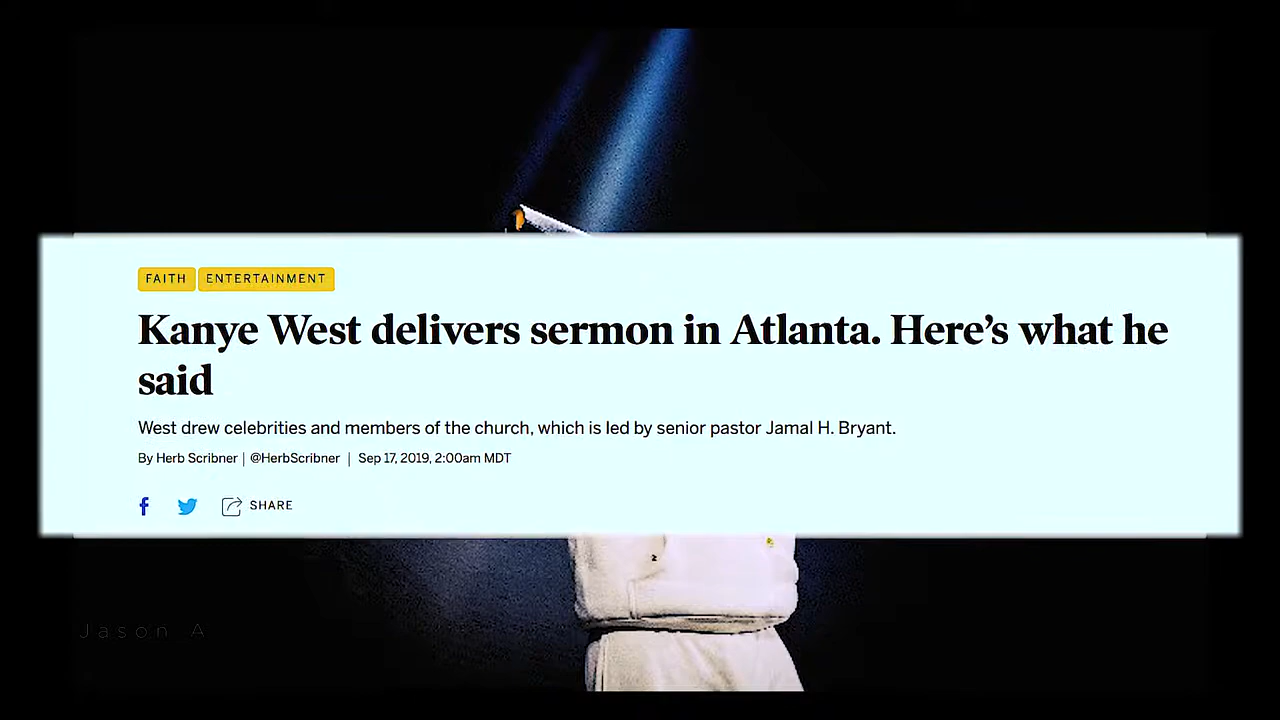 FAITH ENTERTAINMENT
Kanye West delivers sermon in Atlanta. Here’s what he
said
West drew celebrities and members of the church, which is led by senior pastor Jamal H. Bryant.
By Herb Scribner | @HerbScribner | Sep 17, 2019, 2:00am MDT
f SHARE
Jason A